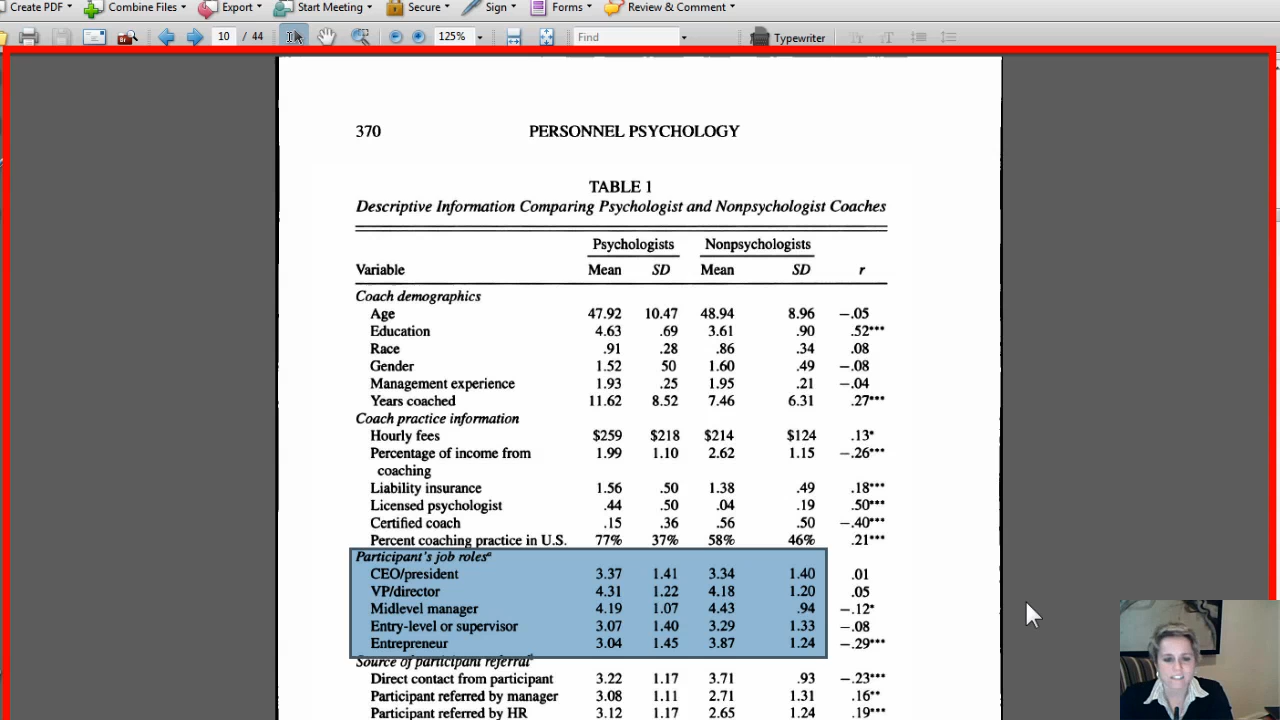 Create PDF Combine Files Export Start Meeting Secure Sign Forms Review & Comment
10 / 44 125% Find Typewriter
370 PERSONNEL PSYCHOLOGY
TABLE 1
Descriptive Information Comparing Psychologist and Nonpsychologist Coaches
Psychologists Nonpsychologists
Variable Mean SD Mean SD r
Coach demographics
Age 47.92 10.47 48.94 8.96 −.05
Education 4.63 .69 3.61 .90 .52***
Race .91 .28 .86 .34 .08
Gender 1.52 50 1.60 .49 −.08
Management experience 1.93 .25 1.95 .21 −.04
Years coached 11.62 8.52 7.46 6.31 .27***
Coach practice information
Hourly fees $259 $218 $214 $124 .13*
Percentage of income from 1.99 1.10 2.62 1.15 −.26***
coaching
Liability insurance 1.56 .50 1.38 .49 .18***
Licensed psychologist .44 .50 .04 .19 .50***
Certified coach .15 .36 .56 .50 −.40***
Percent coaching practice in U.S. 77% 37% 58% 46% .21***
Participant's job rolesᵃ
CEO/president 3.37 1.41 3.34 1.40 .01
VP/director 4.31 1.22 4.18 1.20 .05
Midlevel manager 4.19 1.07 4.43 .94 −.12*
Entry-level or supervisor 3.07 1.40 3.29 1.33 −.08
Entrepreneur 3.04 1.45 3.87 1.24 −.29***
Source of participant referral
Direct contact from participant 3.22 1.17 3.71 .93 −.23***
Participant referred by manager 3.08 1.11 2.71 1.31 .16**
Participant referred by HR 3.12 1.17 2.65 1.24 .19***